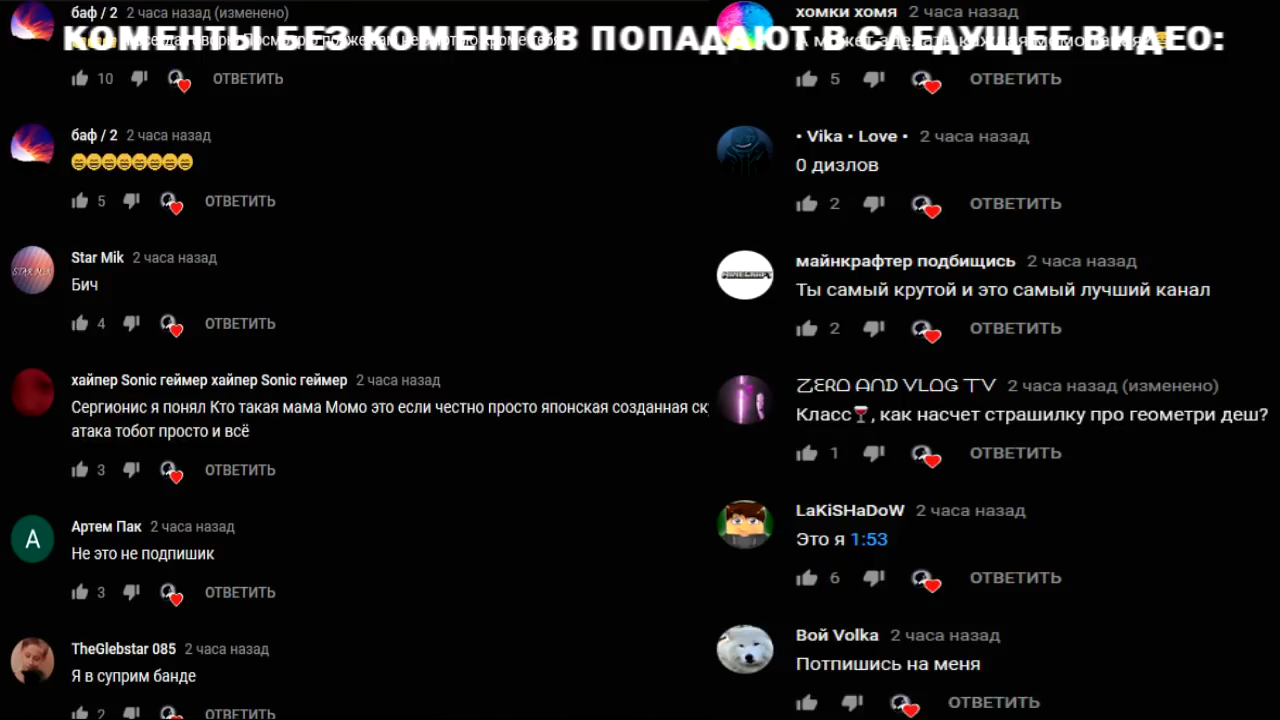 КОМЕНТЫ БЕЗ КОМЕНОВ ПОПАДАЮТ В СЛЕДУЩЕЕ ВИДЕО:
баф / 2 2 часа назад (изменено)
10 ОТВЕТИТЬ
баф / 2 2 часа назад
😄😄😄😄😄😄😄😄
5 ОТВЕТИТЬ
Star Mik 2 часа назад
Бич
4 ОТВЕТИТЬ
хайпер Sonic геймер хайпер Sonic геймер 2 часа назад
Сергионис я понял Кто такая мама Момо это если честно просто японская созданная
атака тобот просто и всё
3 ОТВЕТИТЬ
A
Артем Пак 2 часа назад
Не это не подпишик
3 ОТВЕТИТЬ
TheGlebstar 085 2 часа назад
Я в суприм банде
2 ОТВЕТИТЬ
хомки хомя 2 часа назад
5 ОТВЕТИТЬ
• Vika • Love • 2 часа назад
0 дизлов
2 ОТВЕТИТЬ
майнкрафтер подбищись 2 часа назад
Ты самый крутой и это самый лучший канал
2 ОТВЕТИТЬ
ZERO AND VLOG TV 2 часа назад (изменено)
Класс🍷, как насчет страшилку про геометри деш?
1 ОТВЕТИТЬ
LaKiSHaDoW 2 часа назад
Это я 1:53
6 ОТВЕТИТЬ
Вой Volka 2 часа назад
Потпишись на меня
ОТВЕТИТЬ